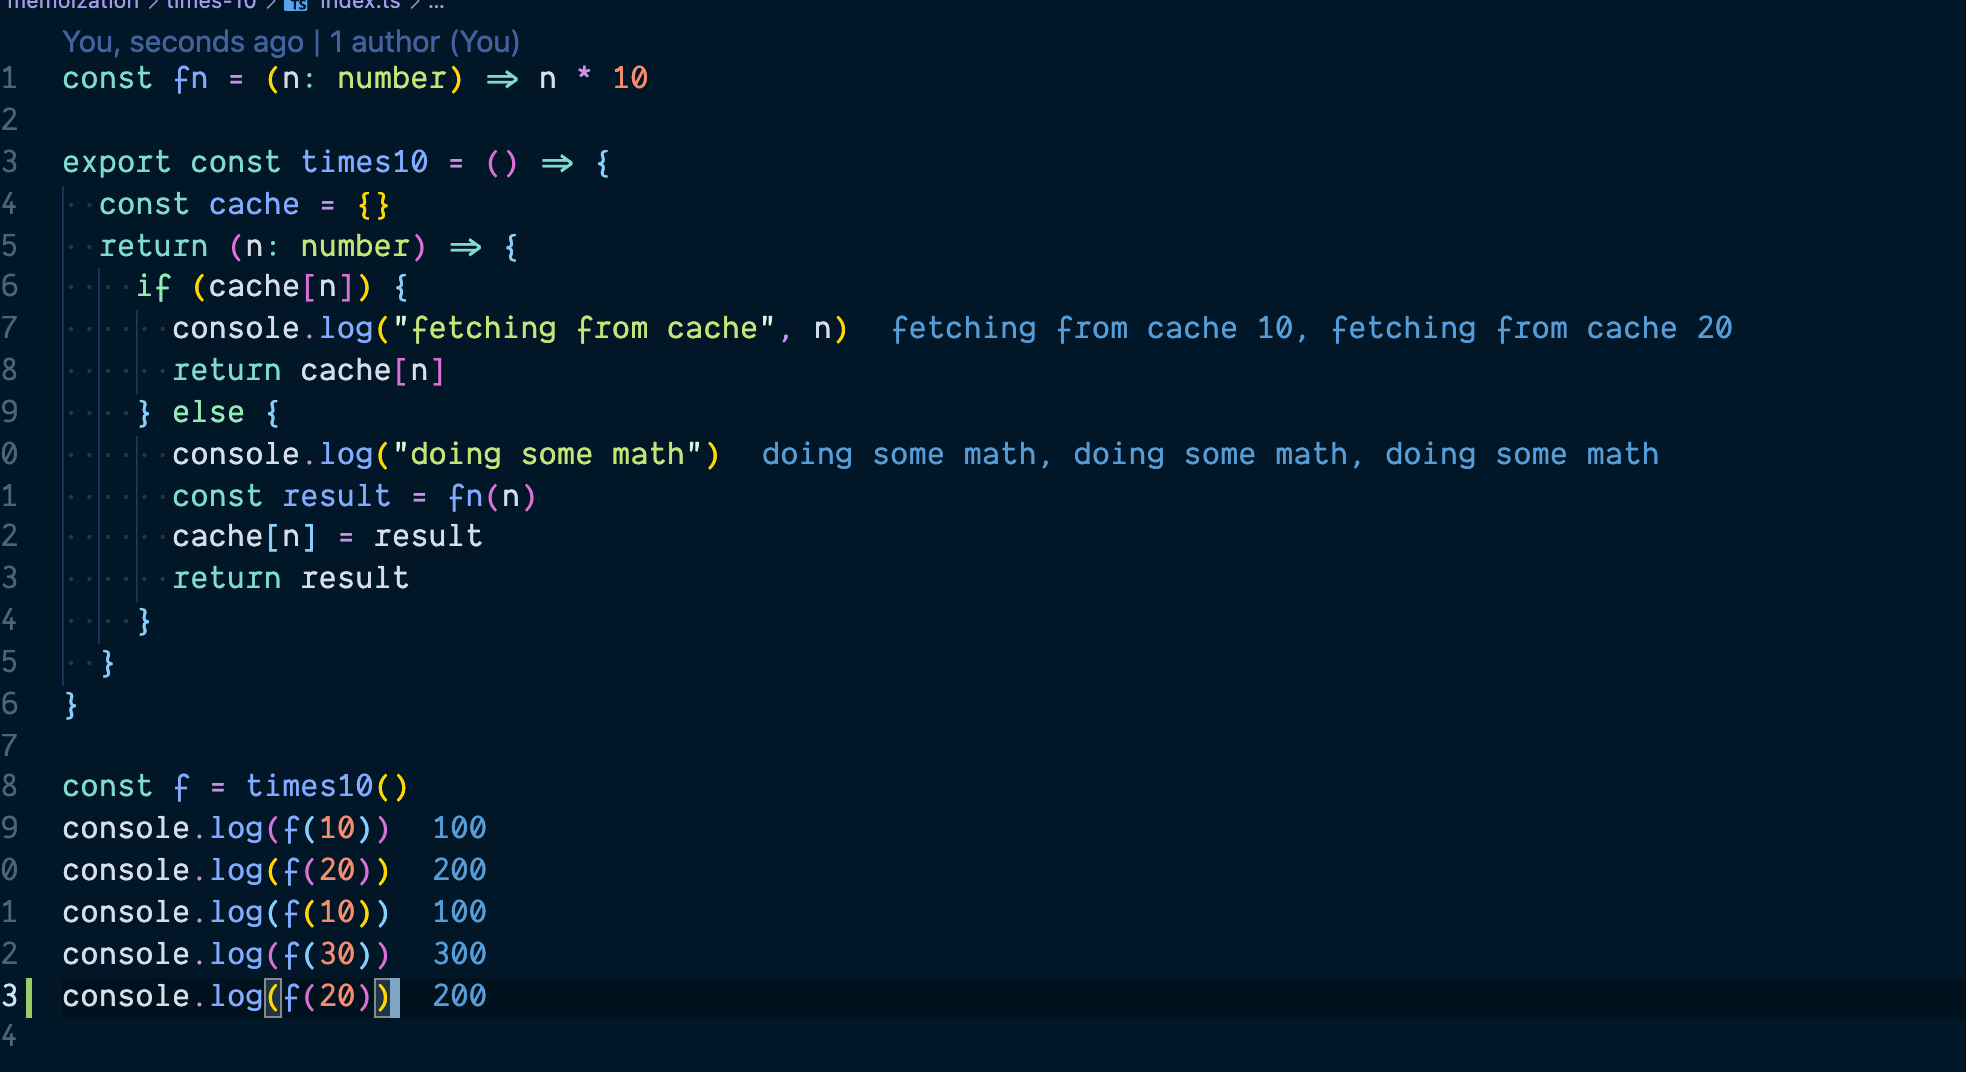 memoization > times-10 > TS index.ts > ...
You, seconds ago | 1 author (You)
1 const fn = (n: number) => n * 10
2
3 export const times10 = () => {
4 const cache = {}
5 return (n: number) => {
6 if (cache[n]) {
7 console.log("fetching from cache", n) fetching from cache 10, fetching from cache 20
8 return cache[n]
9 } else {
0 console.log("doing some math") doing some math, doing some math, doing some math
1 const result = fn(n)
2 cache[n] = result
3 return result
4 }
5 }
6 }
7
8 const f = times10()
9 console.log(f(10)) 100
0 console.log(f(20)) 200
1 console.log(f(10)) 100
2 console.log(f(30)) 300
3 console.log(f(20)) 200
4